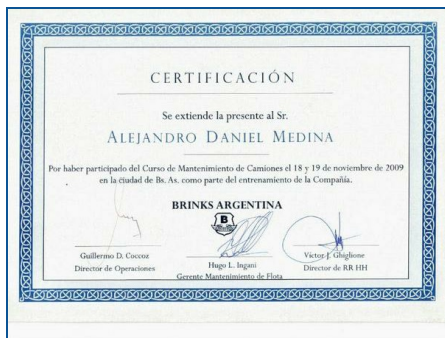 CERTIFICACIÓN
Se extiende la presente al Sr.
ALEJANDRO DANIEL MEDINA
Por haber participado del Curso de Mantenimiento de Camiones el 18 y 19 de noviembre de 2009
en la ciudad de Bs. As. como parte del entrenamiento de la Compañía.
BRINKS ARGENTINA
B
Guillermo D. Coccoz
Director de Operaciones
Hugo L. Ingani
Gerente Mantenimiento de Flota
Víctor J. Ghiglione
Director de RR HH